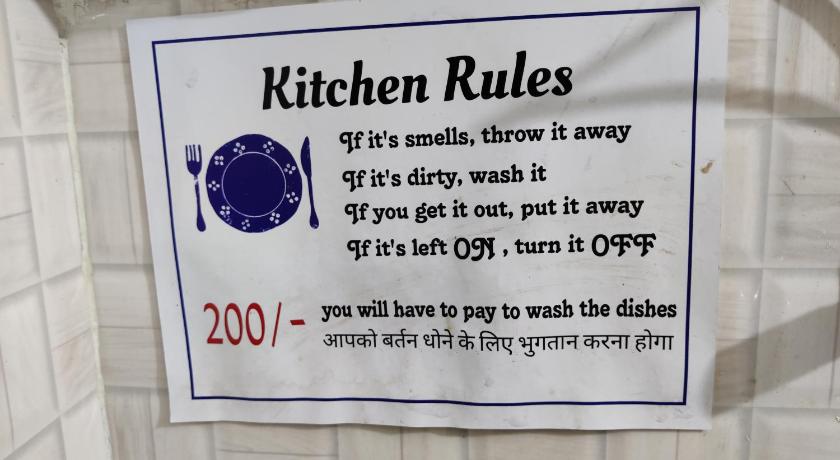 Kitchen Rules
If it's smells, throw it away
If it's dirty, wash it
If you get it out, put it away
If it's left ON , turn it OFF
200/- you will have to pay to wash the dishes
आपको बर्तन धोने के लिए भुगतान करना होगा